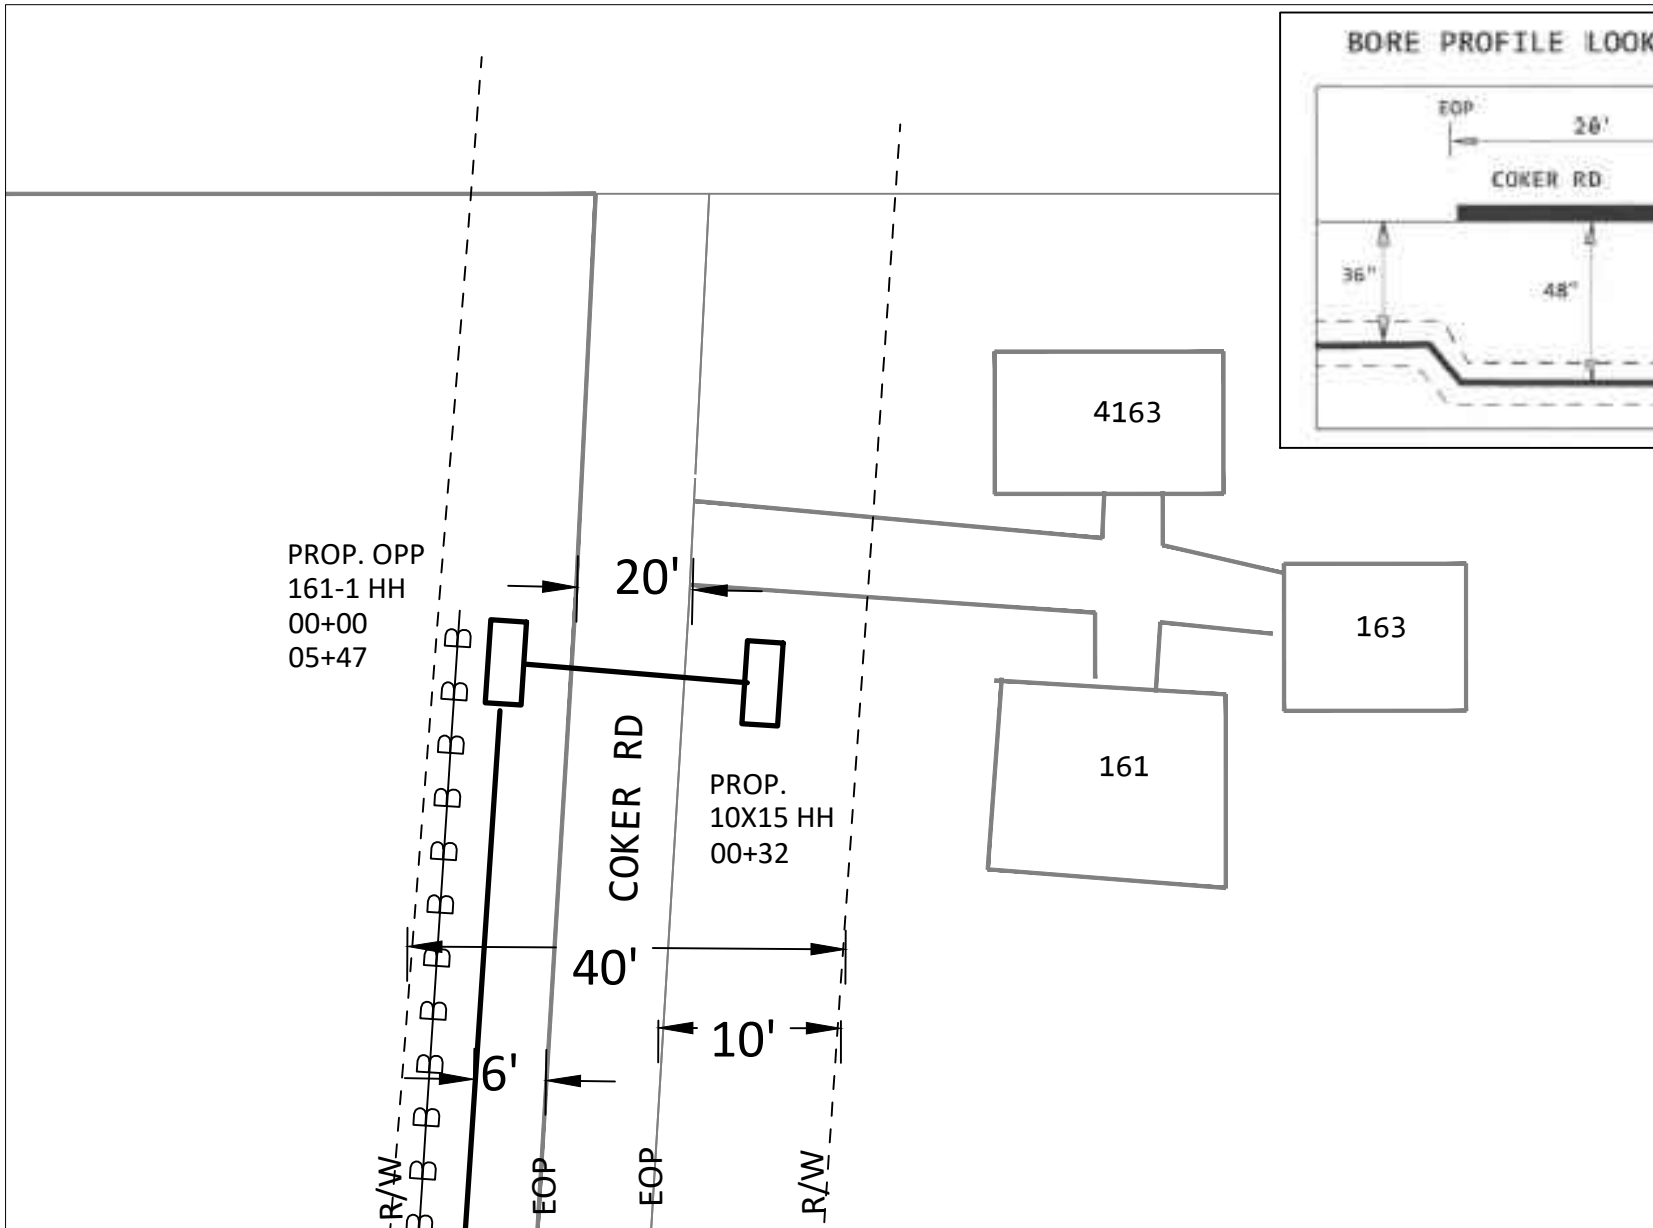 BORE PROFILE LOOK
EOP
20'
COKER RD
36"
48"
4163
PROP. OPP
161-1 HH
00+00
05+47
20'
163
161
COKER RD
PROP.
10X15 HH
00+32
40'
10'
6'
B B B B B B B B B B B B
R/W
EOP
EOP
R/W